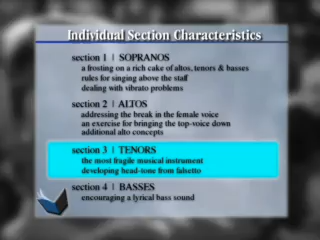 Individual Section Characteristics
section 1 | SOPRANOS
a frosting on a rich cake of altos, tenors & basses
rules for singing above the staff
dealing with vibrato problems
section 2 | ALTOS
addressing the break in the female voice
an exercise for bringing the top-voice down
additional alto concepts
section 3 | TENORS
the most fragile musical instrument
developing head-tone from falsetto
section 4 | BASSES
encouraging a lyrical bass sound